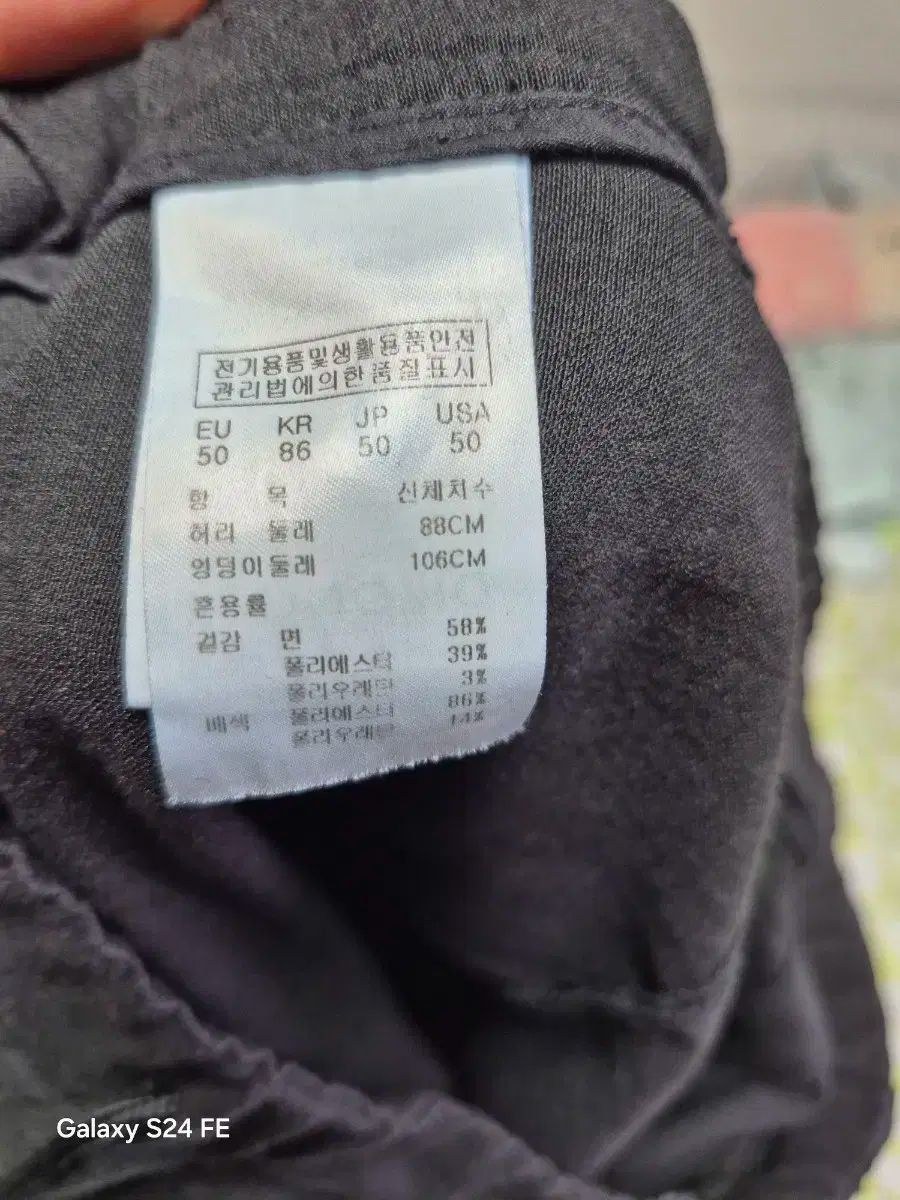 전기용품및생활용품안전
관리법에의한품질표시
EU KR JP USA
50 86 50 50
항 목 신체치수
허리 둘레 88CM
엉덩이둘레 106CM
혼용률
겉감 면 58%
폴리에스터 39%
폴리우레탄 3%
배색 폴리에스터 86%
폴리우레탄 14%
Galaxy S24 FE